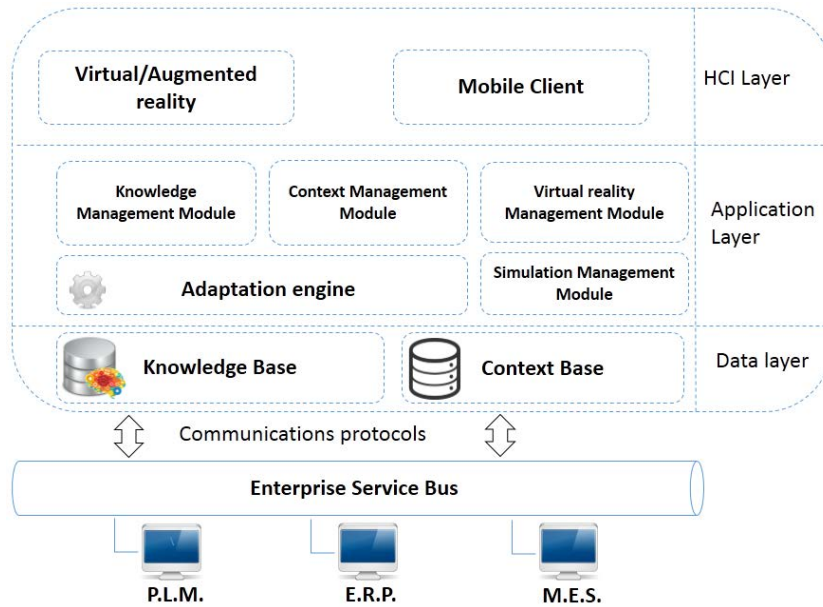 Virtual/Augmented
reality
Mobile Client
HCI Layer
Knowledge
Management Module
Context Management
Module
Virtual reality
Management Module
Application
Layer
Adaptation engine
Simulation Management
Module
Knowledge Base
Context Base
Data layer
Communications protocols
Enterprise Service Bus
P.L.M.
E.R.P.
M.E.S.